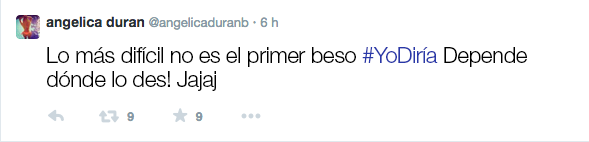 angelica duran @angelicaduranb · 6 h
Lo más difícil no es el primer beso #YoDiría Depende
dónde lo des! Jajaj
9 9